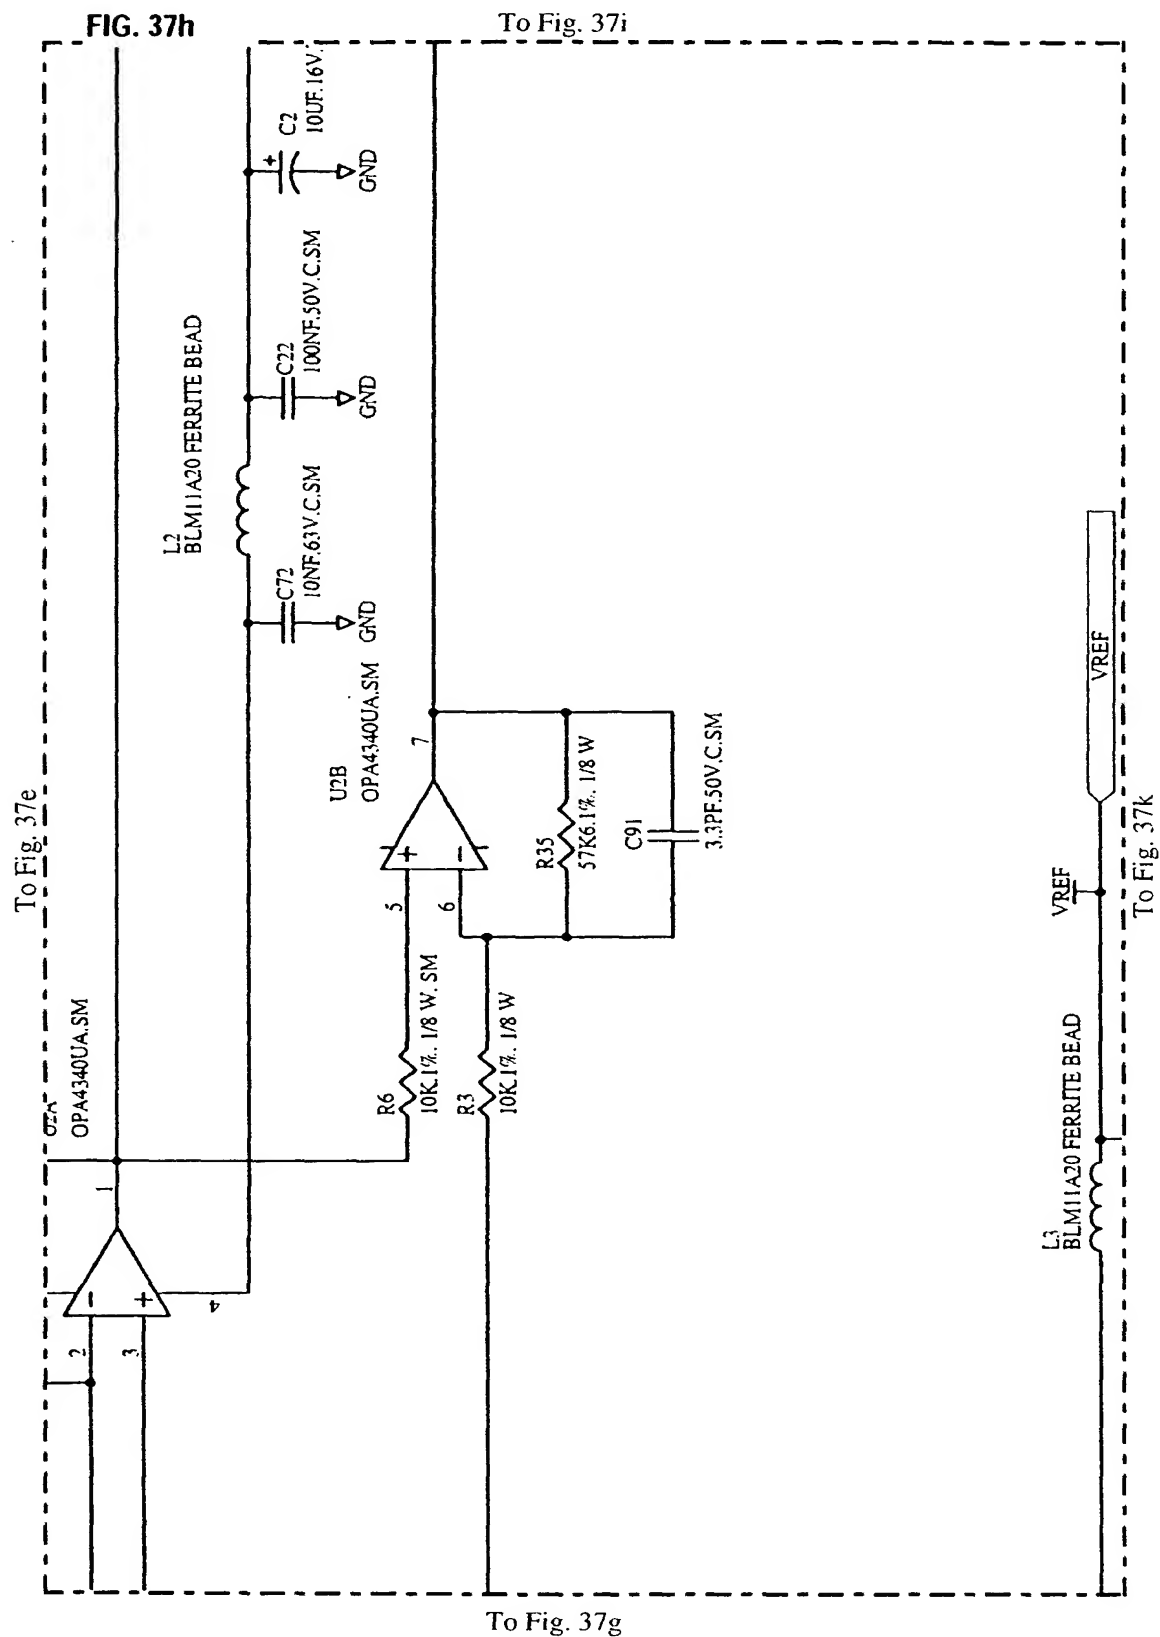 FIG. 37h
To Fig. 37i
To Fig. 37e
C2
10UF.16V
+
GND
C22
100NF.50V.C.SM
GND
L2
BLM11A20 FERRITE BEAD
C72
10NF.63V.C.SM
GND
U2B
OPA4340UA.SM
7
+
−
5
6
R35
57K6.1%.. 1/8 W
C91
3.3PF.50V.C.SM
U2A
OPA4340UA.SM
1
−
+
2
3
4
R6
10K.1%.. 1/8 W. SM
R3
10K.1%.. 1/8 W
VREF
VREF
L3
BLM11A20 FERRITE BEAD
To Fig. 37k
To Fig. 37g